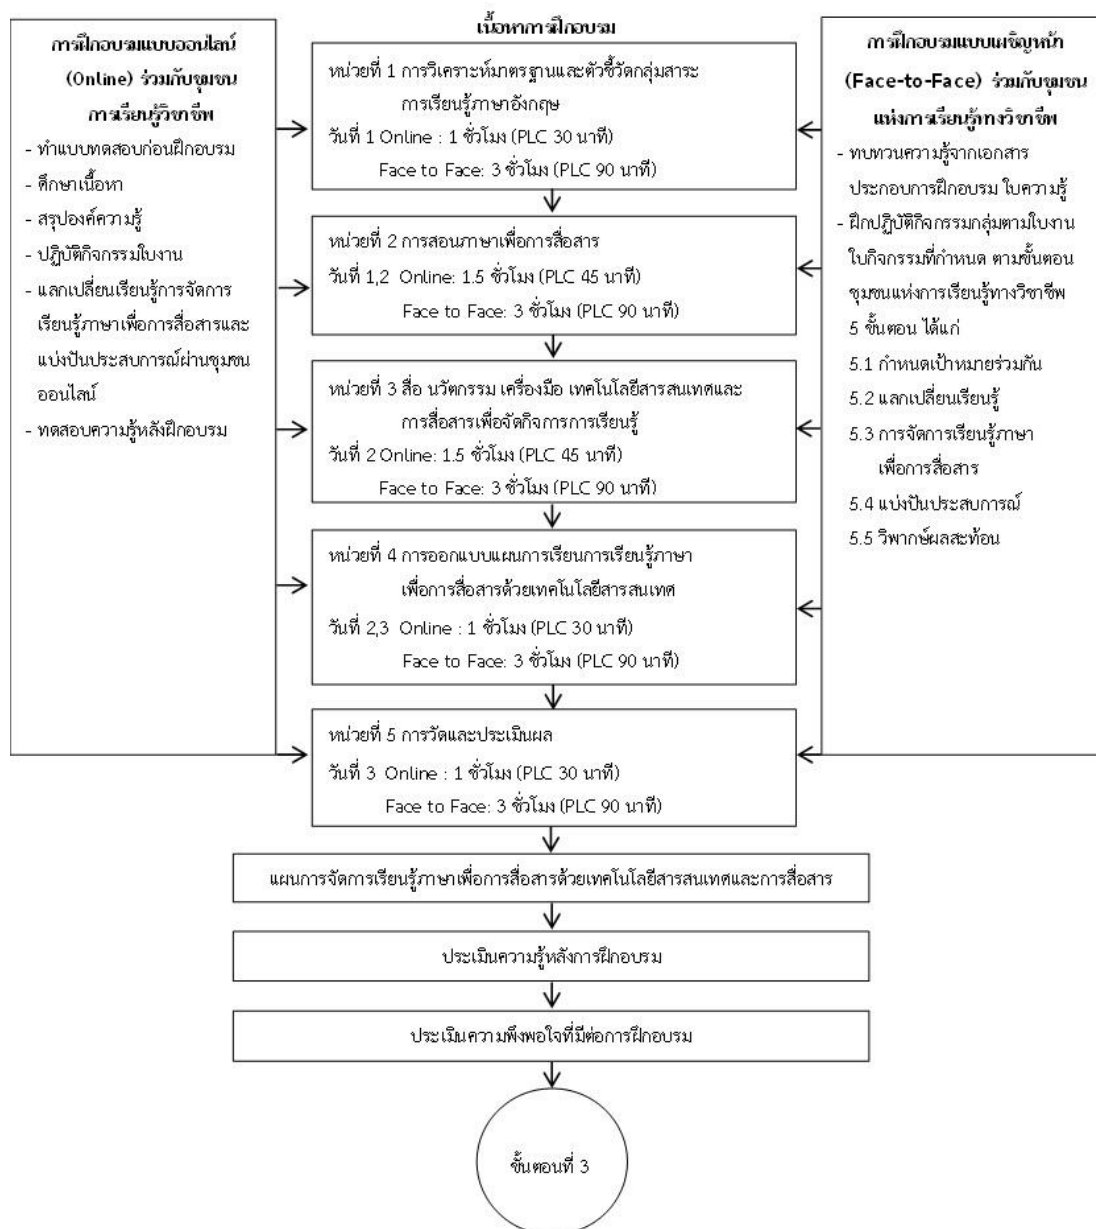 การฝึกอบรมแบบออนไลน์
(Online) ร่วมกับชุมชน
การเรียนรู้วิชาชีพ
- ทำแบบทดสอบก่อนฝึกอบรม
- ศึกษาเนื้อหา
- สรุปองค์ความรู้
- ปฏิบัติกิจกรรมใบงาน
- แลกเปลี่ยนเรียนรู้การจัดการ
เรียนรู้ภาษาเพื่อการสื่อสารและ
แบ่งปันประสบการณ์ผ่านชุมชน
ออนไลน์
- ทดสอบความรู้หลังฝึกอบรม
เนื้อหาการฝึกอบรม
หน่วยที่ 1 การวิเคราะห์มาตรฐานและตัวชี้วัดกลุ่มสาระ
การเรียนรู้ภาษาอังกฤษ
วันที่ 1 Online : 1 ชั่วโมง (PLC 30 นาที)
Face to Face: 3 ชั่วโมง (PLC 90 นาที)
หน่วยที่ 2 การสอนภาษาเพื่อการสื่อสาร
วันที่ 1,2 Online: 1.5 ชั่วโมง (PLC 45 นาที)
Face to Face: 3 ชั่วโมง (PLC 90 นาที)
หน่วยที่ 3 สื่อ นวัตกรรม เครื่องมือ เทคโนโลยีสารสนเทศและ
การสื่อสารเพื่อจัดกิจการการเรียนรู้
วันที่ 2 Online: 1.5 ชั่วโมง (PLC 45 นาที)
Face to Face: 3 ชั่วโมง (PLC 90 นาที)
หน่วยที่ 4 การออกแบบแผนการเรียนการเรียนรู้ภาษา
เพื่อการสื่อสารด้วยเทคโนโลยีสารสนเทศ
วันที่ 2,3 Online : 1 ชั่วโมง (PLC 30 นาที)
Face to Face: 3 ชั่วโมง (PLC 90 นาที)
หน่วยที่ 5 การวัดและประเมินผล
วันที่ 3 Online : 1 ชั่วโมง (PLC 30 นาที)
Face to Face: 3 ชั่วโมง (PLC 90 นาที)
การฝึกอบรมแบบเผชิญหน้า
(Face-to-Face) ร่วมกับชุมชน
แห่งการเรียนรู้ทางวิชาชีพ
- ทบทวนความรู้จากเอกสาร
ประกอบการฝึกอบรม ใบความรู้
- ฝึกปฏิบัติกิจกรรมกลุ่มตามใบงาน
ใบกิจกรรมที่กำหนด ตามขั้นตอน
ชุมชนแห่งการเรียนรู้ทางวิชาชีพ
5 ขั้นตอน ได้แก่
5.1 กำหนดเป้าหมายร่วมกัน
5.2 แลกเปลี่ยนเรียนรู้
5.3 การจัดการเรียนรู้ภาษา
เพื่อการสื่อสาร
5.4 แบ่งปันประสบการณ์
5.5 วิพากษ์ผลสะท้อน
แผนการจัดการเรียนรู้ภาษาเพื่อการสื่อสารด้วยเทคโนโลยีสารสนเทศและการสื่อสาร
ประเมินความรู้หลังการฝึกอบรม
ประเมินความพึงพอใจที่มีต่อการฝึกอบรม
ขั้นตอนที่ 3